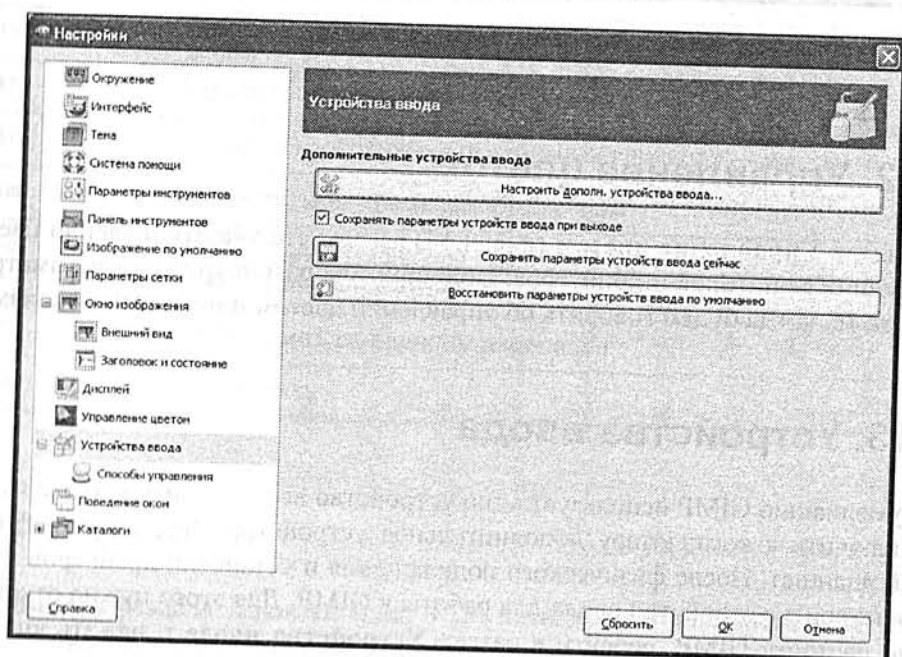 Настройки
Окружение
Интерфейс
Тема
Система помощи
Параметры инструментов
Панель инструментов
Изображение по умолчанию
Параметры сетки
Окно изображения
Внешний вид
Заголовок и состояние
Дисплей
Управление цветом
Устройства ввода
Способы управления
Поведение окон
Каталоги
Устройства ввода
Дополнительные устройства ввода
Настроить дополн. устройства ввода...
Сохранять параметры устройств ввода при выходе
Сохранить параметры устройств ввода сейчас
Восстановить параметры устройств ввода по умолчанию
Справка
Сбросить
OK
Отмена